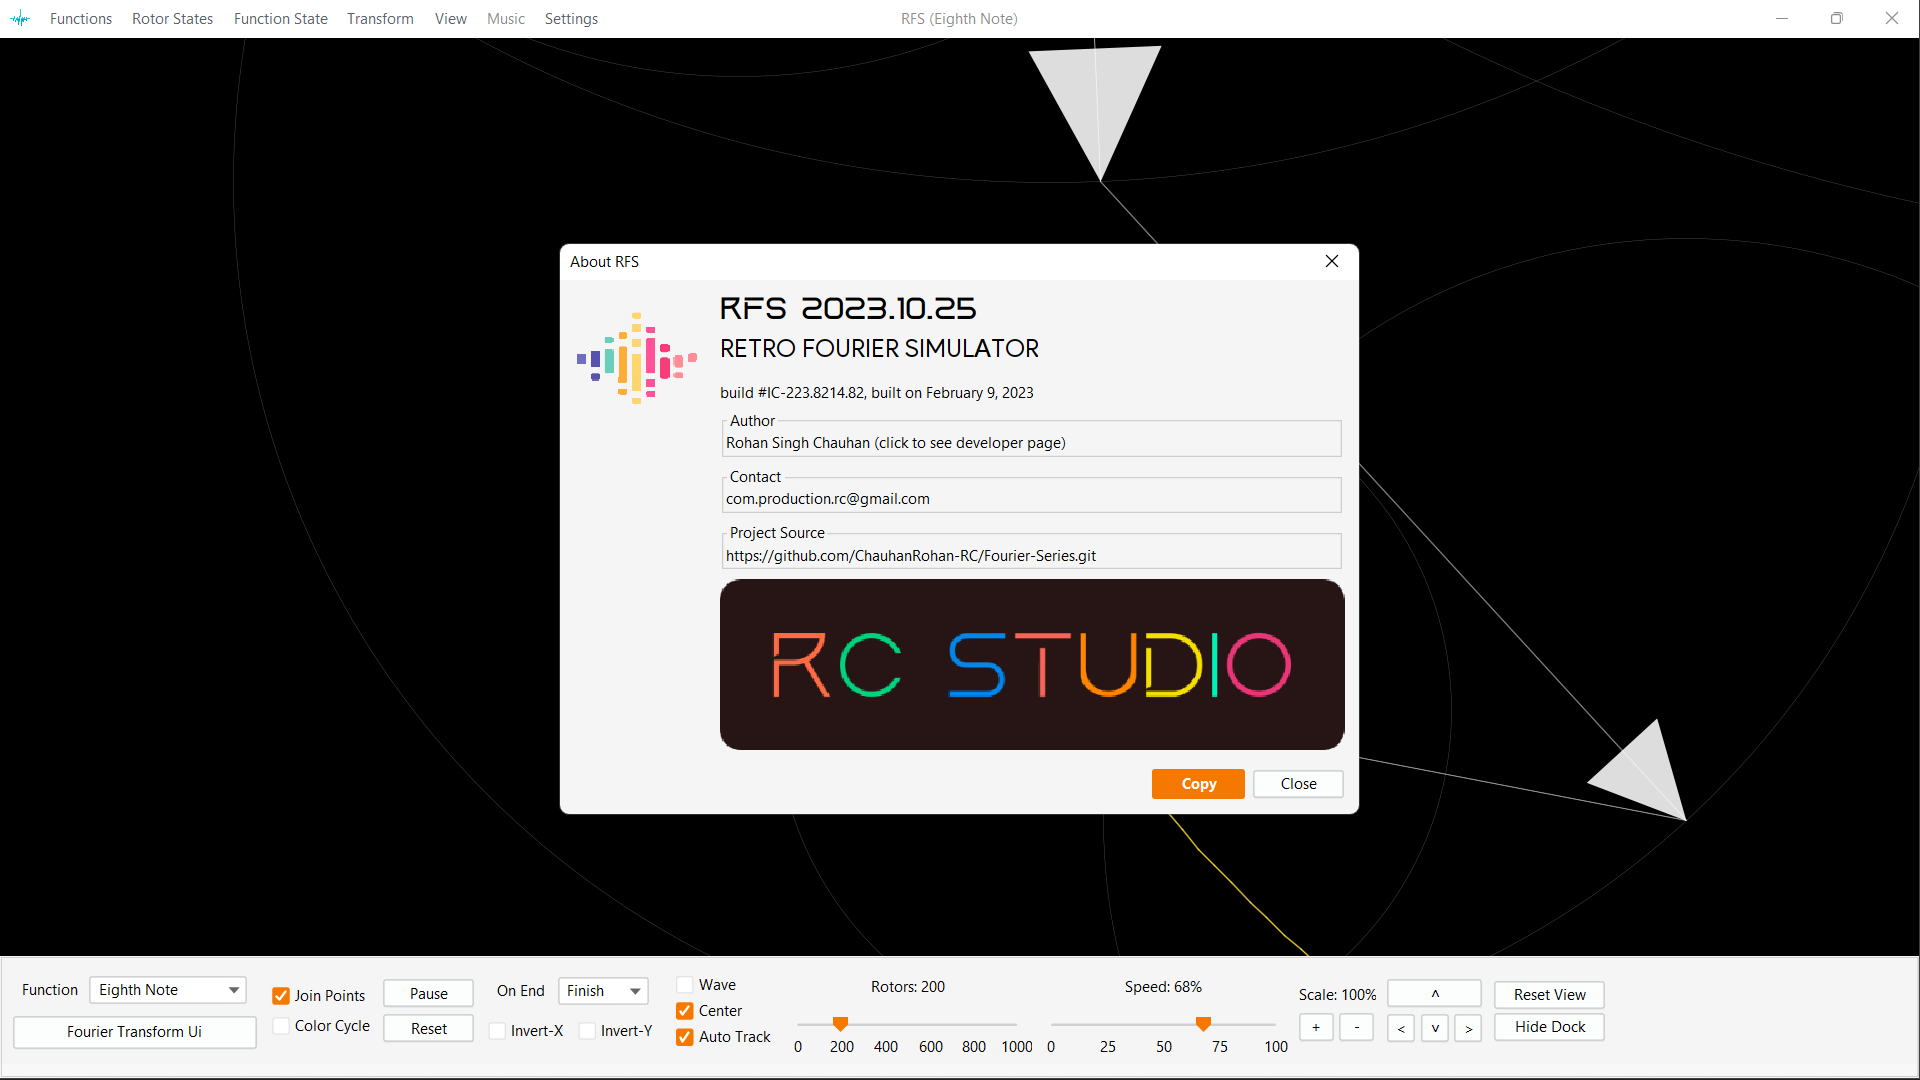 Functions Rotor States Function State Transform View Music Settings RFS (Eighth Note)
About RFS
RFS 2023.10.25
RETRO FOURIER SIMULATOR
build #IC-223.8214.82, built on February 9, 2023
Author
Rohan Singh Chauhan (click to see developer page)
Contact
com.production.rc@gmail.com
Project Source
https://github.com/ChauhanRohan-RC/Fourier-Series.git
RC STUDIO
Copy Close
Function Eighth Note
Fourier Transform Ui
Join Points
Color Cycle
Pause
Reset
On End Finish
Invert-X Invert-Y
Wave
Center
Auto Track
Rotors: 200
0 200 400 600 800 1000
Speed: 68%
0 25 50 75 100
Scale: 100%
+ -
^
< v >
Reset View
Hide Dock